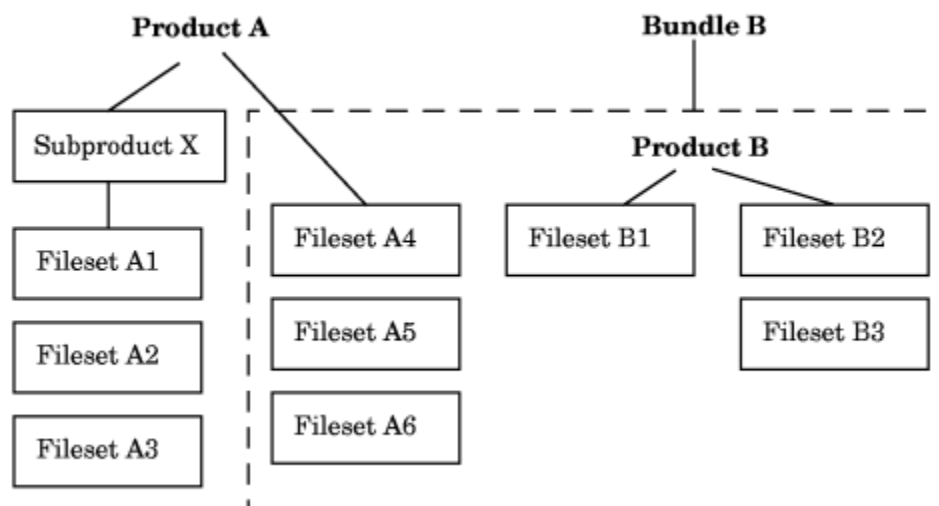 Product A
Bundle B
Subproduct X
Product B
Fileset A4
Fileset B1
Fileset B2
Fileset A1
Fileset A5
Fileset B3
Fileset A2
Fileset A6
Fileset A3